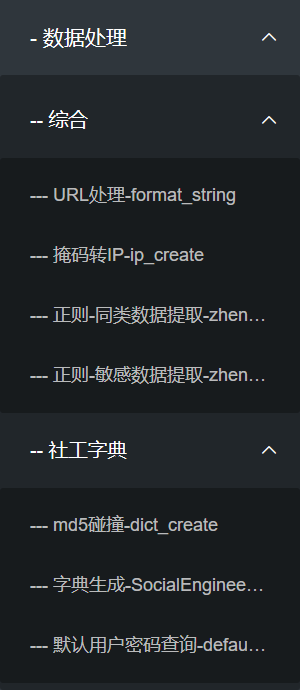 - 数据处理
-- 综合
--- URL处理-format_string
--- 掩码转IP-ip_create
--- 正则-同类数据提取-zhen…
--- 正则-敏感数据提取-zhen…
-- 社工字典
--- md5碰撞-dict_create
--- 字典生成-SocialEnginee…
--- 默认用户密码查询-defau…